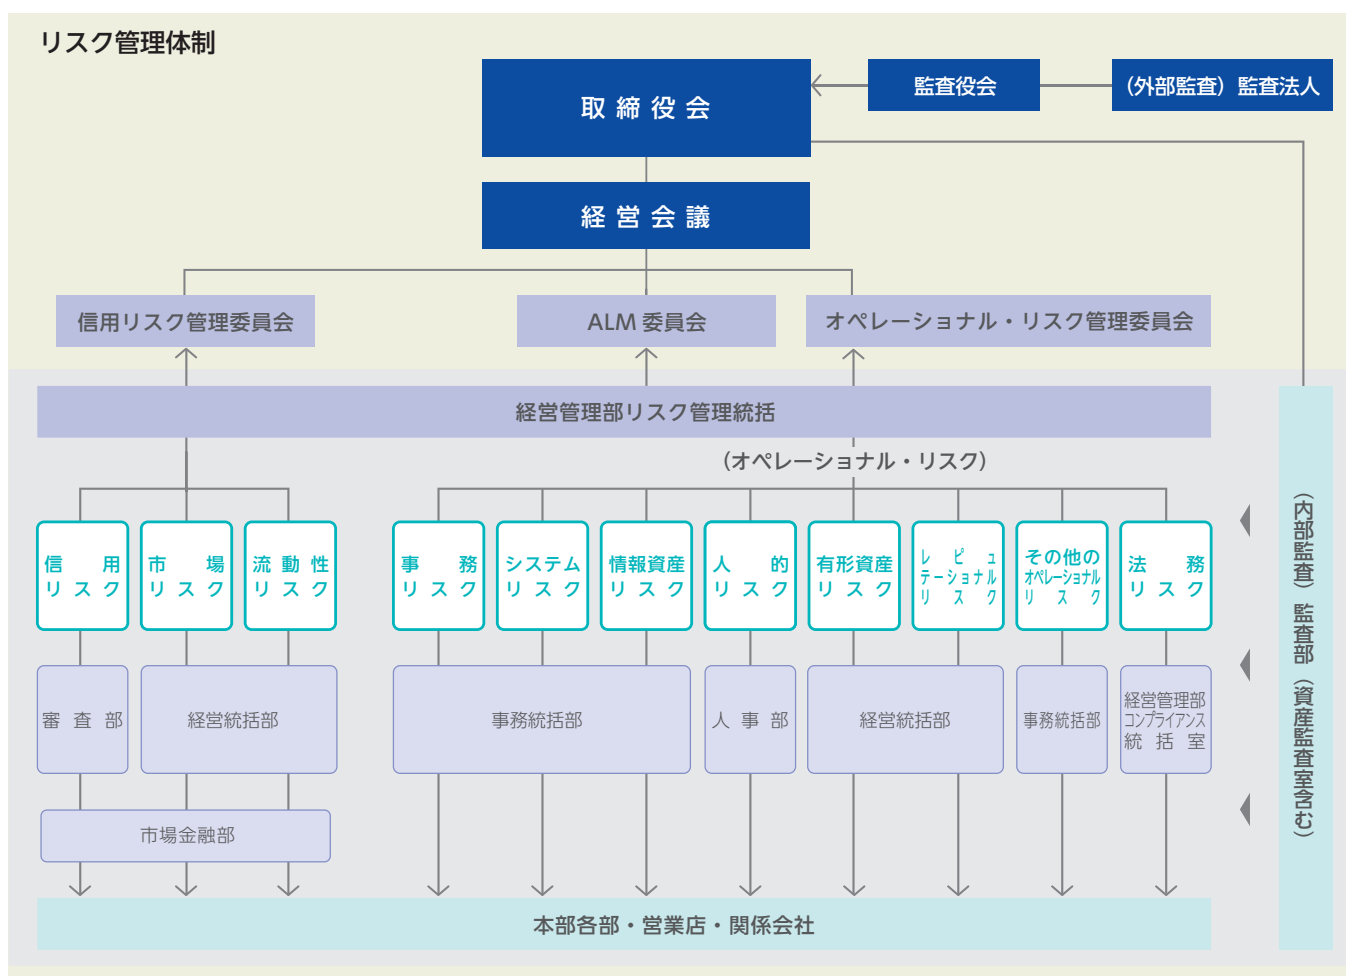 リスク管理体制
取締役会
監査役会
（外部監査）監査法人
経営会議
信用リスク管理委員会
ALM 委員会
オペレーショナル・リスク管理委員会
経営管理部リスク管理統括
（オペレーショナル・リスク）
信用
リスク
市場
リスク
流動性
リスク
事務
リスク
システム
リスク
情報資産
リスク
人的
リスク
有形資産
リスク
レピュ
テーショナル
リスク
その他の
オペレーショナル
リスク
法務
リスク
審査部
経営統括部
事務統括部
人事部
経営統括部
事務統括部
経営管理部
コンプライアンス
統括室
市場金融部
本部各部・営業店・関係会社
（内部監査）監査部（資産監査室含む）